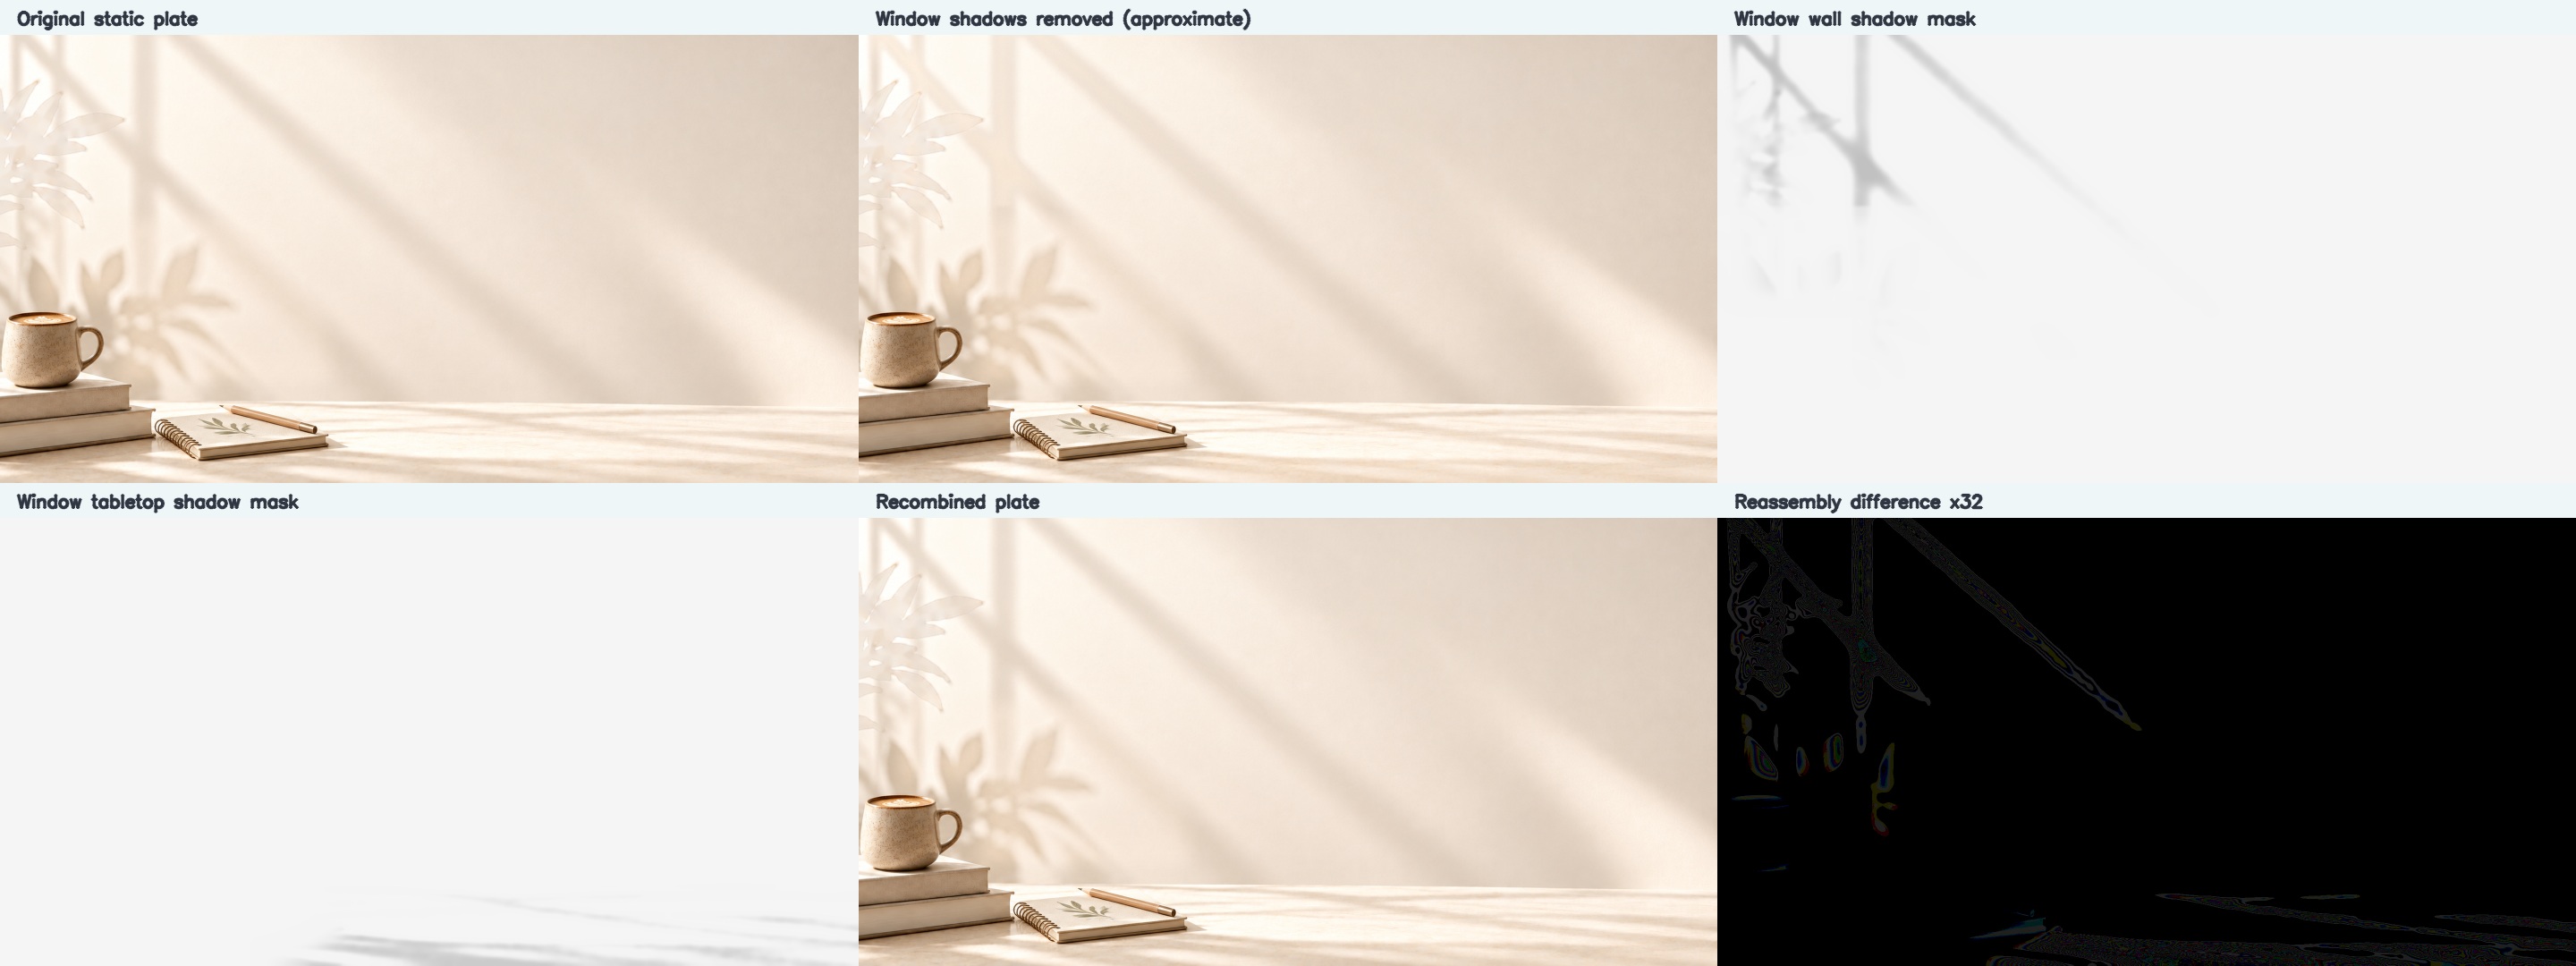 Original static plate
Window shadows removed (approximate)
Window wall shadow mask
Window tabletop shadow mask
Recombined plate
Reassembly difference x32